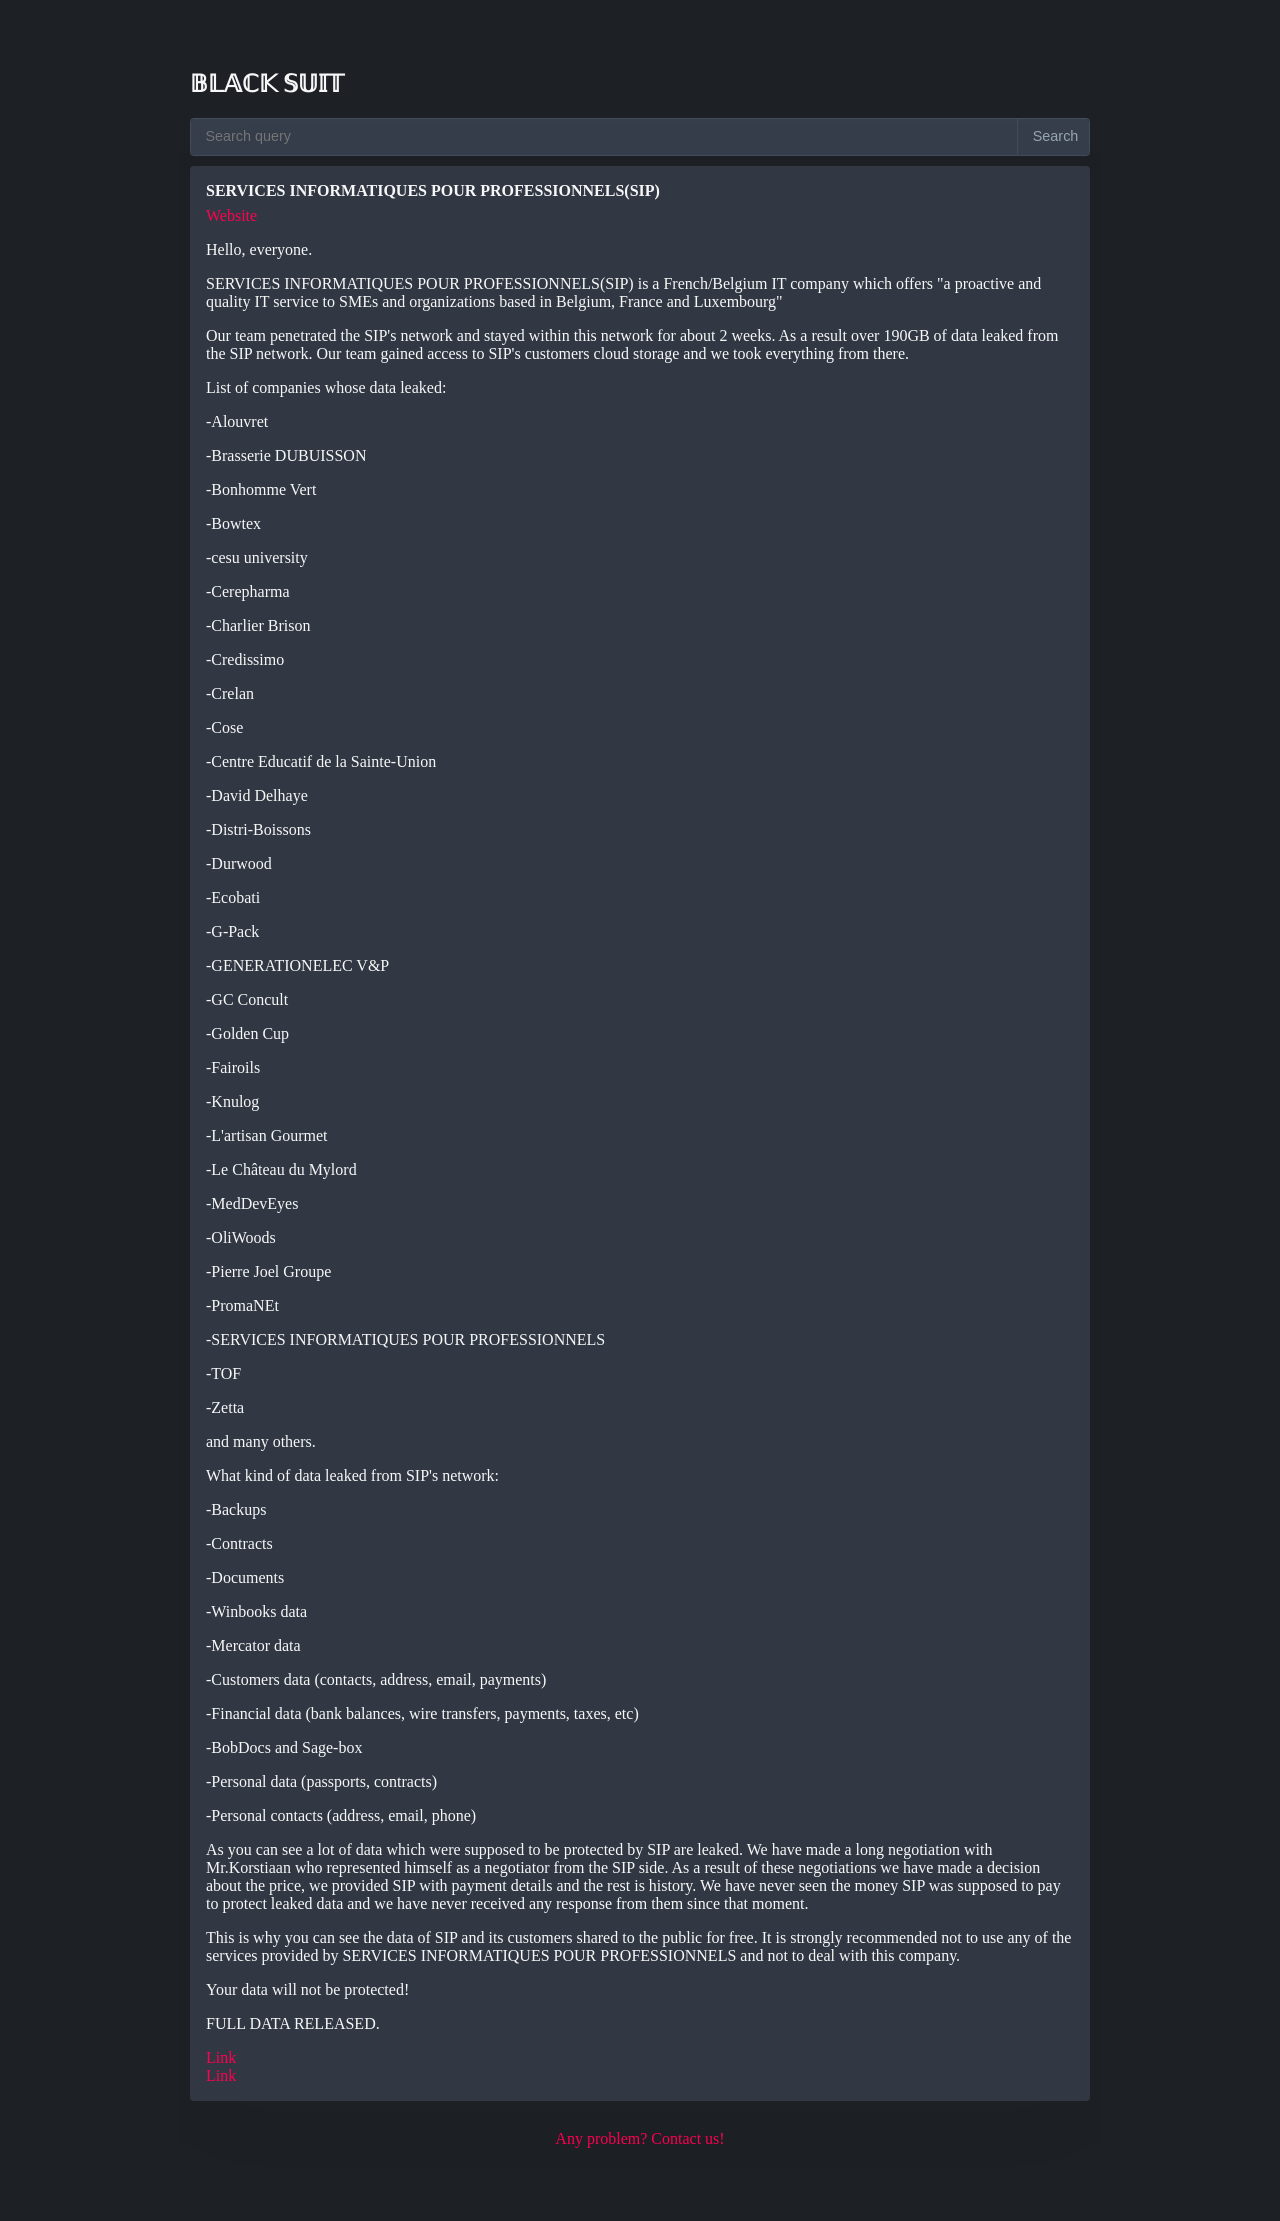 𝔹𝕃𝔸ℂ𝕂 𝕊𝕌𝕀𝕋
Search query
Search
SERVICES INFORMATIQUES POUR PROFESSIONNELS(SIP)
Website
Hello, everyone.
SERVICES INFORMATIQUES POUR PROFESSIONNELS(SIP) is a French/Belgium IT company which offers "a proactive and
quality IT service to SMEs and organizations based in Belgium, France and Luxembourg"
Our team penetrated the SIP's network and stayed within this network for about 2 weeks. As a result over 190GB of data leaked from
the SIP network. Our team gained access to SIP's customers cloud storage and we took everything from there.
List of companies whose data leaked:
-Alouvret
-Brasserie DUBUISSON
-Bonhomme Vert
-Bowtex
-cesu university
-Cerepharma
-Charlier Brison
-Credissimo
-Crelan
-Cose
-Centre Educatif de la Sainte-Union
-David Delhaye
-Distri-Boissons
-Durwood
-Ecobati
-G-Pack
-GENERATIONELEC V&P
-GC Concult
-Golden Cup
-Fairoils
-Knulog
-L'artisan Gourmet
-Le Château du Mylord
-MedDevEyes
-OliWoods
-Pierre Joel Groupe
-PromaNEt
-SERVICES INFORMATIQUES POUR PROFESSIONNELS
-TOF
-Zetta
and many others.
What kind of data leaked from SIP's network:
-Backups
-Contracts
-Documents
-Winbooks data
-Mercator data
-Customers data (contacts, address, email, payments)
-Financial data (bank balances, wire transfers, payments, taxes, etc)
-BobDocs and Sage-box
-Personal data (passports, contracts)
-Personal contacts (address, email, phone)
As you can see a lot of data which were supposed to be protected by SIP are leaked. We have made a long negotiation with
Mr.Korstiaan who represented himself as a negotiator from the SIP side. As a result of these negotiations we have made a decision
about the price, we provided SIP with payment details and the rest is history. We have never seen the money SIP was supposed to pay
to protect leaked data and we have never received any response from them since that moment.
This is why you can see the data of SIP and its customers shared to the public for free. It is strongly recommended not to use any of the
services provided by SERVICES INFORMATIQUES POUR PROFESSIONNELS and not to deal with this company.
Your data will not be protected!
FULL DATA RELEASED.
Link
Link
Any problem? Contact us!